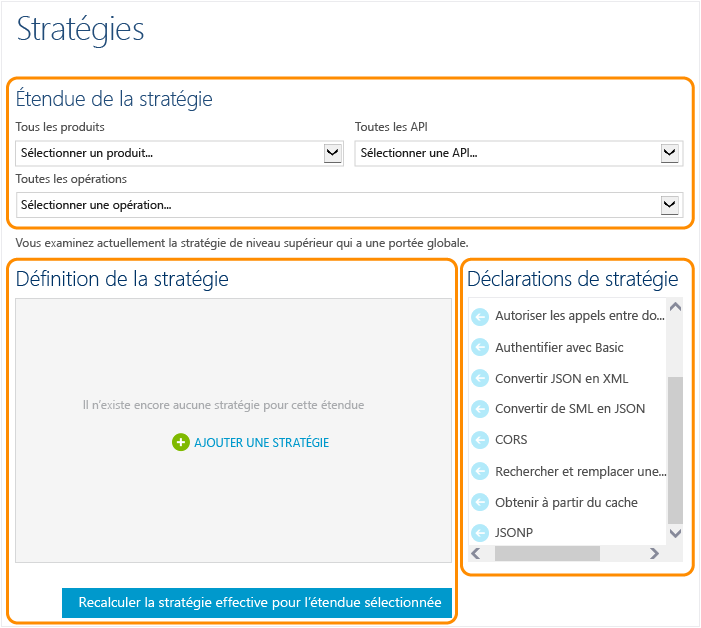 Stratégies
Étendue de la stratégie
Tous les produits
Toutes les API
Sélectionner un produit...
Sélectionner une API...
Toutes les opérations
Sélectionner une opération...
Vous examinez actuellement la stratégie de niveau supérieur qui a une portée globale.
Définition de la stratégie
Il n'existe encore aucune stratégie pour cette étendue
AJOUTER UNE STRATÉGIE
Recalculer la stratégie effective pour l'étendue sélectionnée
Déclarations de stratégie
Autoriser les appels entre do...
Authentifier avec Basic
Convertir JSON en XML
Convertir de SML en JSON
CORS
Rechercher et remplacer une...
Obtenir à partir du cache
JSONP